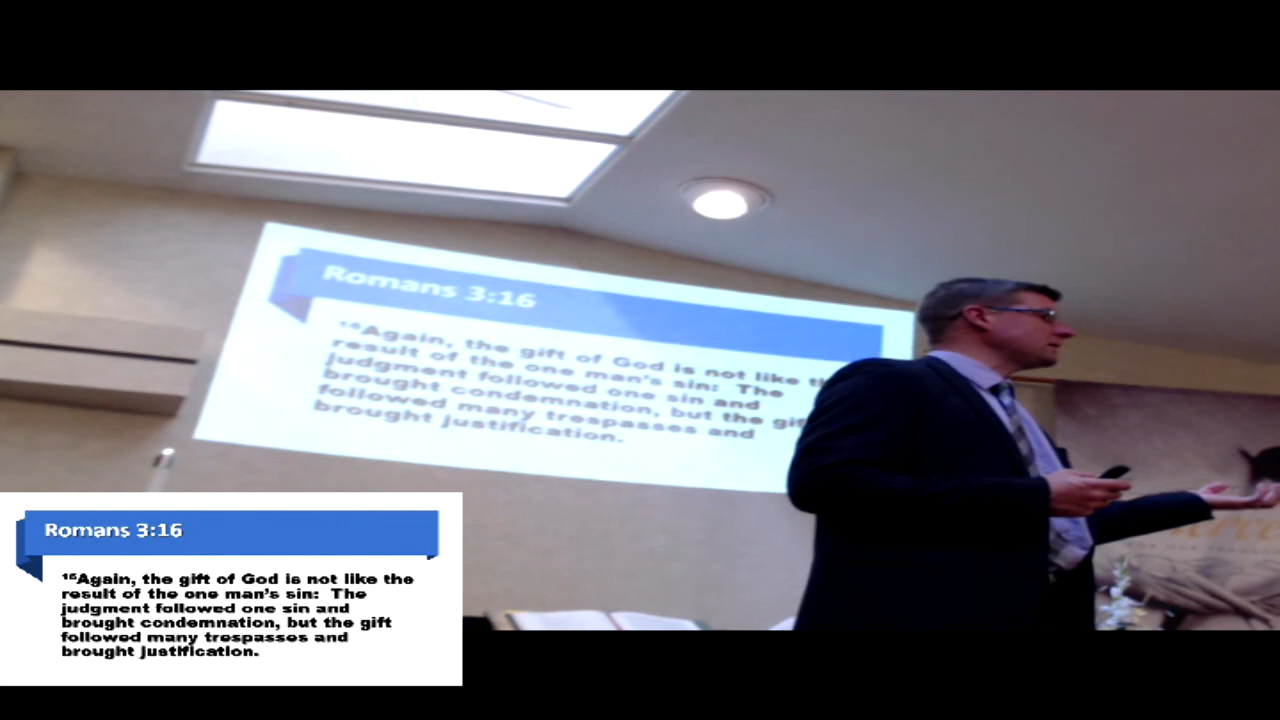 Romans 3:16
¹⁶Again, the gift of God is not like th
result of the one man's sin: The
judgment followed one sin and
brought condemnation, but the gif
followed many trespasses and
brought justification.
Romans 3:16
¹⁶Again, the gift of God is not like the
result of the one man's sin: The
judgment followed one sin and
brought condemnation, but the gift
followed many trespasses and
brought justification.